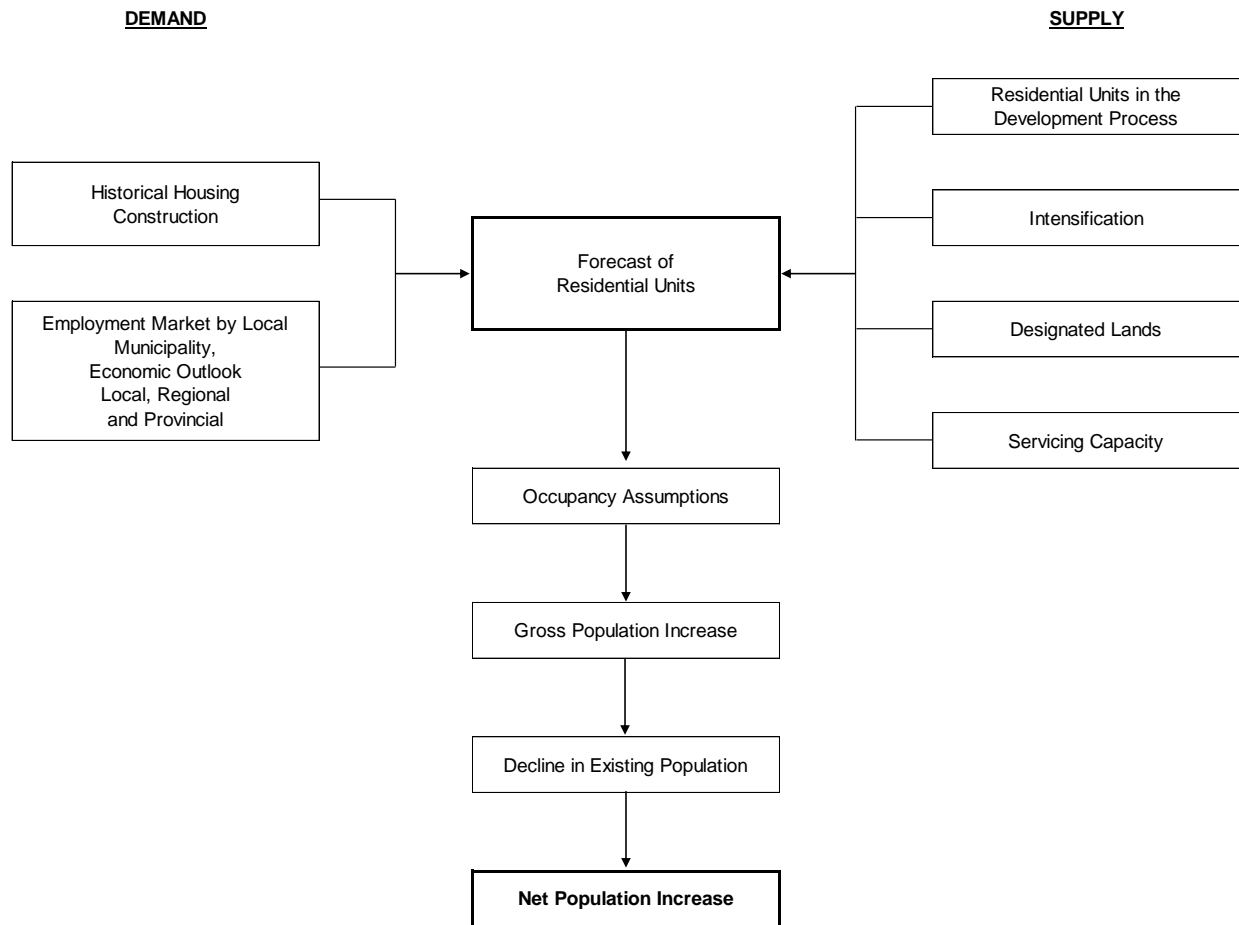 DEMAND
SUPPLY
Residential Units in the
Development Process
Historical Housing
Construction
Intensification
Forecast of
Residential Units
Employment Market by Local
Municipality,
Economic Outlook
Local, Regional
and Provincial
Designated Lands
Servicing Capacity
Occupancy Assumptions
Gross Population Increase
Decline in Existing Population
Net Population Increase